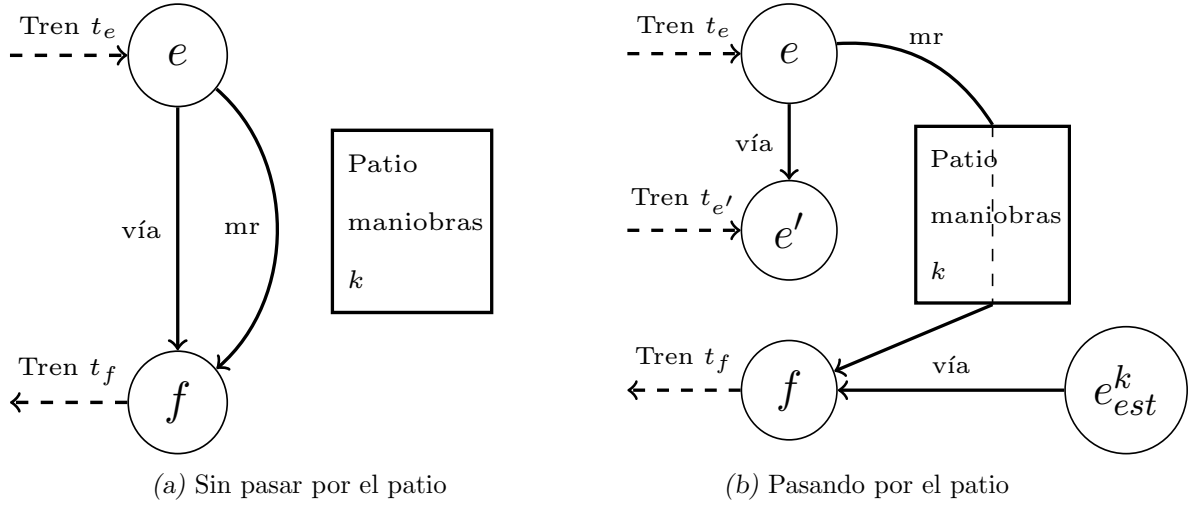 Tren t_e
e
vía
mr
Patio
maniobras
k
Tren t_f
f
(a) Sin pasar por el patio
Tren t_e
e
mr
vía
Patio
maniobras
k
Tren t_{e'}
e'
Tren t_f
f
vía
e^k_{est}
(b) Pasando por el patio